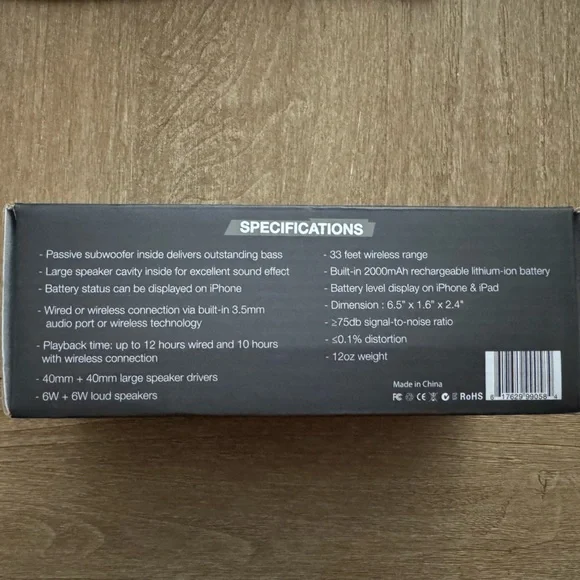 SPECIFICATIONS
- Passive subwoofer inside delivers outstanding bass
- Large speaker cavity inside for excellent sound effect
- Battery status can be displayed on iPhone
- Wired or wireless connection via built-in 3.5mm
audio port or wireless technology
- Playback time: up to 12 hours wired and 10 hours
with wireless connection
- 40mm + 40mm large speaker drivers
- 6W + 6W loud speakers
- 33 feet wireless range
- Built-in 2000mAh rechargeable lithium-ion battery
- Battery level display on iPhone & iPad
- Dimension : 6.5" x 1.6" x 2.4"
- ≥75db signal-to-noise ratio
- ≤0.1% distortion
- 12oz weight
Made in China
FC CE RoHS